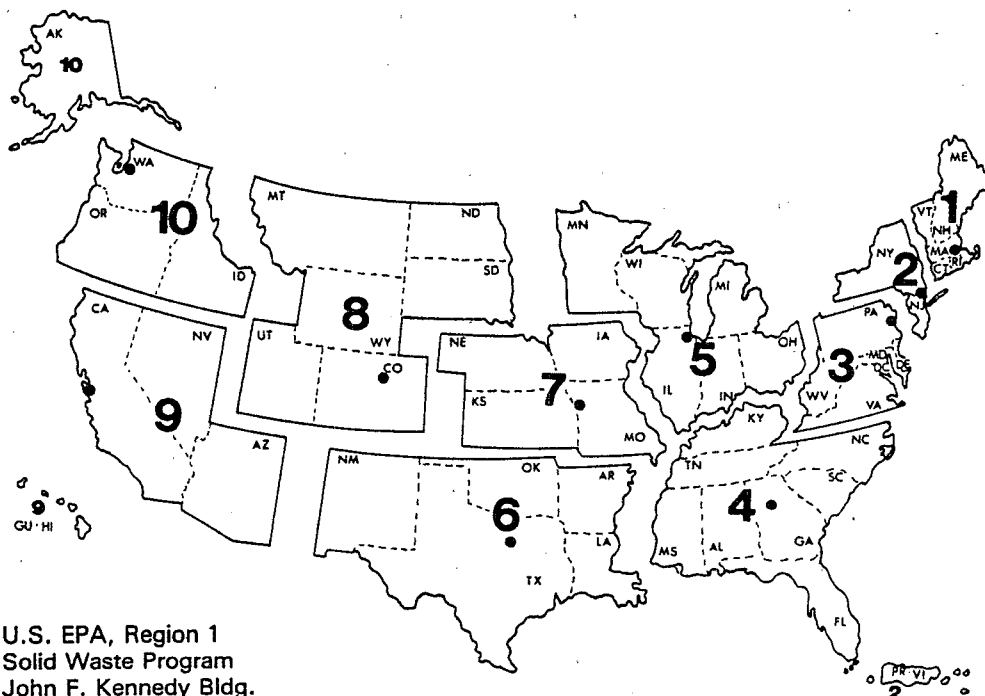 AK
10
WA
OR
10
ID
MT
ND
SD
8
WY
UT
CO
CA
NV
9
AZ
9
GU·HI
NE
IA
KS
7
MO
NM
OK
AR
6
LA
TX
MN
WI
MI
5
OH
IL
IN
KY
TN
NC
SC
4
MS
AL
GA
FL
ME
1
VT
NH
MA
RI
CT
NY
2
NJ
PA
MD
DE
DC
3
WV
VA
PR·VI
2
U.S. EPA, Region 1
Solid Waste Program
John F. Kennedy Bldg.